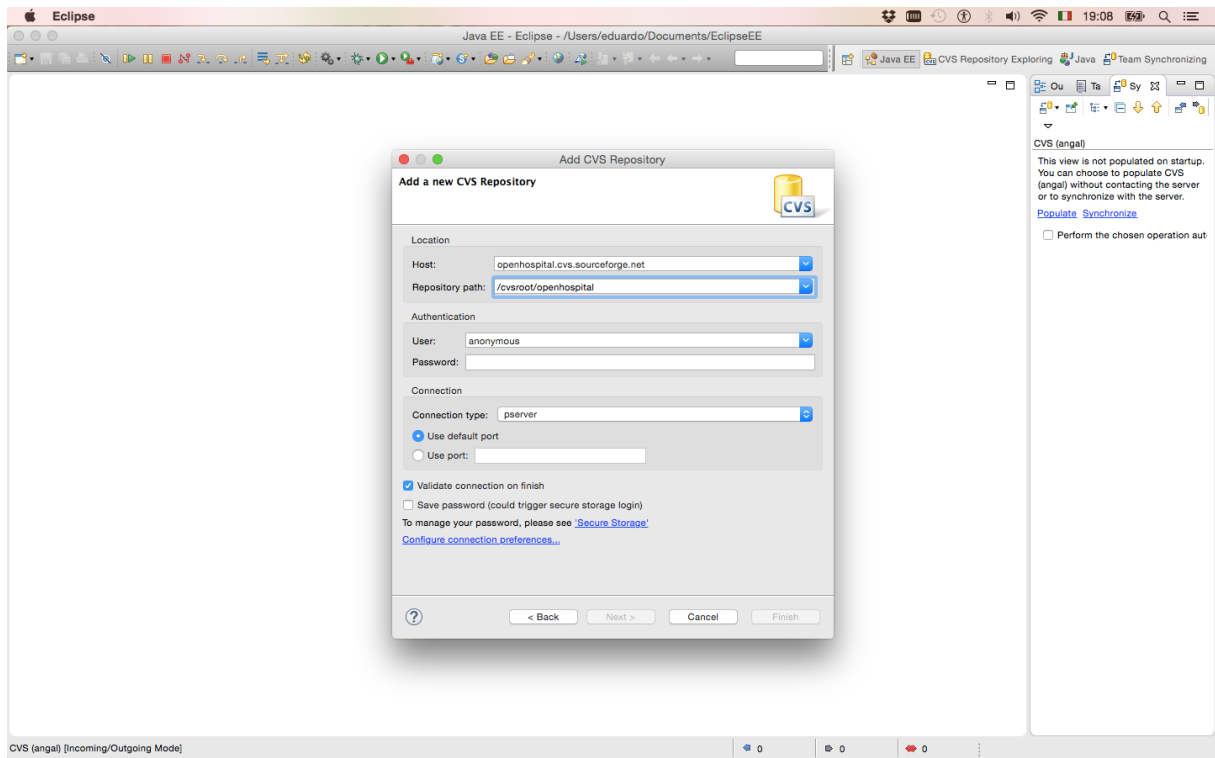 Eclipse
19:08
Java EE - Eclipse - /Users/eduardo/Documents/EclipseEE
Java EE CVS Repository Exploring Java Team Synchronizing
Ou Ta Sy
CVS (angal)
This view is not populated on startup.
You can choose to populate CVS
(angal) without contacting the server
or to synchronize with the server.
Populate Synchronize
Perform the chosen operation aut
Add CVS Repository
Add a new CVS Repository
CVS
Location
Host: openhospital.cvs.sourceforge.net
Repository path: /cvsroot/openhospital
Authentication
User: anonymous
Password:
Connection
Connection type: pserver
Use default port
Use port:
Validate connection on finish
Save password (could trigger secure storage login)
To manage your password, please see 'Secure Storage'
Configure connection preferences...
? < Back Next > Cancel Finish
CVS (angal) [Incoming/Outgoing Mode] 0 0 0